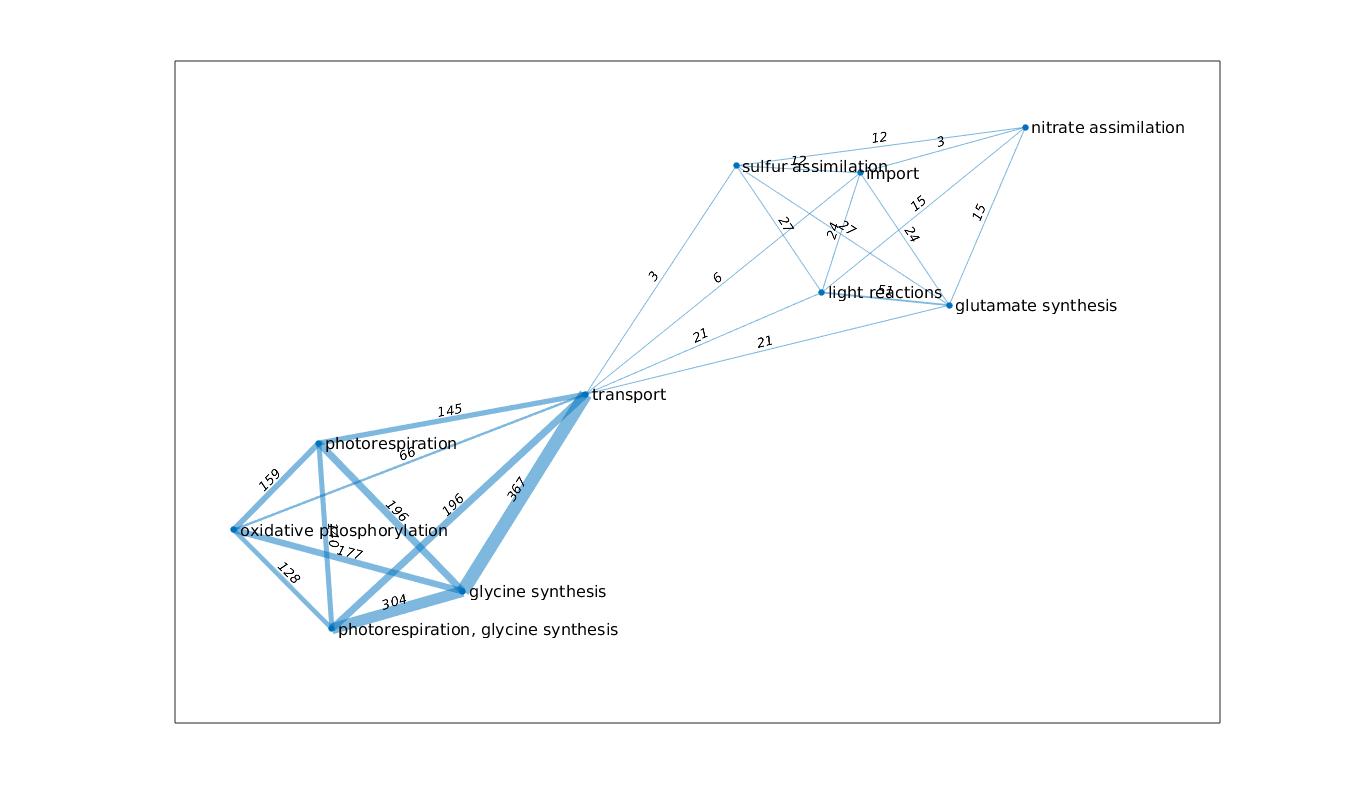 nitrate assimilation
12
3
12
sulfur assimilation
import
15
15
27
24
27
24
3
6
light reactions
51
glutamate synthesis
21
21
transport
145
photorespiration
66
159
196
196
367
oxidative phosphorylation
177
128
glycine synthesis
304
photorespiration, glycine synthesis